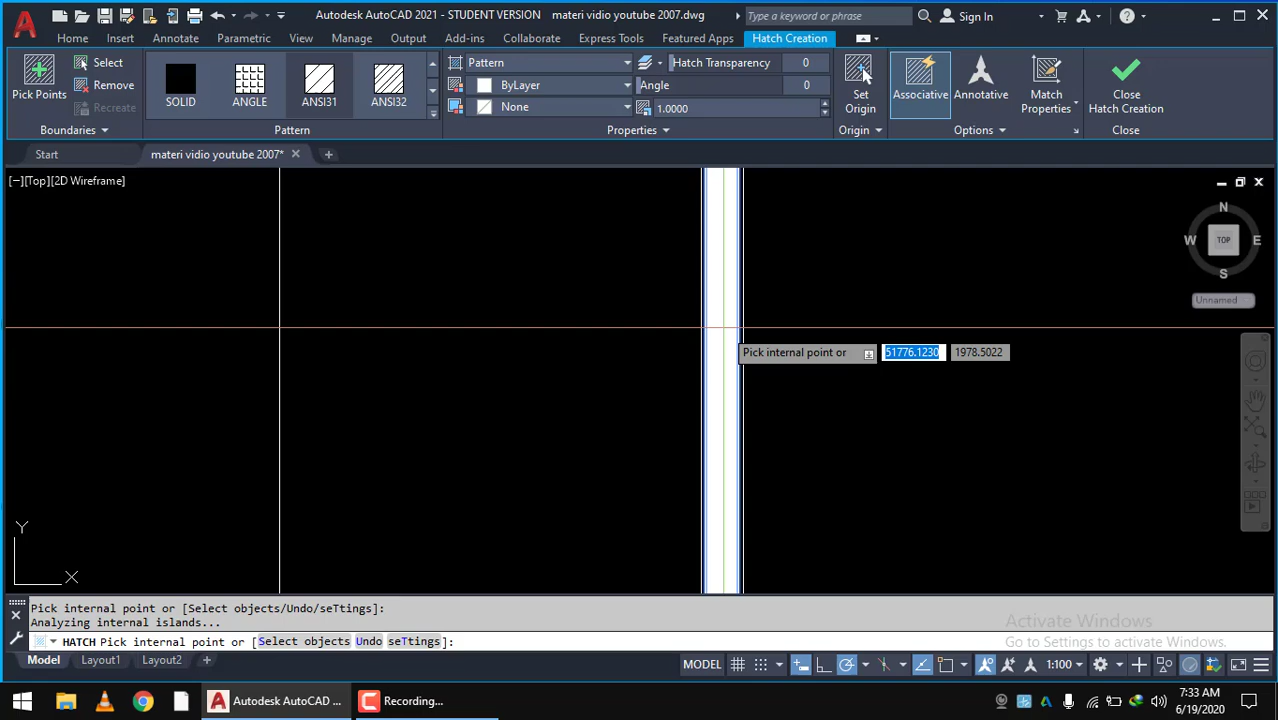 Autodesk AutoCAD 2021 - STUDENT VERSION materi vidio youtube 2007.dwg Type a keyword or phrase Sign In
Home Insert Annotate Parametric View Manage Output Add-ins Collaborate Express Tools Featured Apps Hatch Creation
Pick Points Select Remove Recreate
SOLID ANGLE ANSI31 ANSI32
Pattern Hatch Transparency 0
ByLayer Angle 0
None 1.0000
Set Origin Associative Annotative Match Properties Close Hatch Creation
Boundaries Pattern Properties Origin Options Close
Start materi vidio youtube 2007*
[−][Top][2D Wireframe]
N
W TOP E
S
Unnamed
Pick internal point or 51776.1230 1978.5022
Y
X
Pick internal point or [Select objects/Undo/seTtings]:
Analyzing internal islands...
Activate Windows
HATCH Pick internal point or [Select objects Undo seTtings]:
Go to Settings to activate Windows.
Model Layout1 Layout2 + MODEL 1:100
Autodesk AutoCAD ... Recording...
7:33 AM
6/19/2020